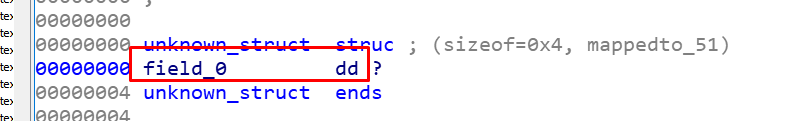 00000000 ;
00000000
00000000 unknown_struct struc ; (sizeof=0x4, mappedto_51)
00000000 field_0 dd ?
00000004 unknown_struct ends
00000004